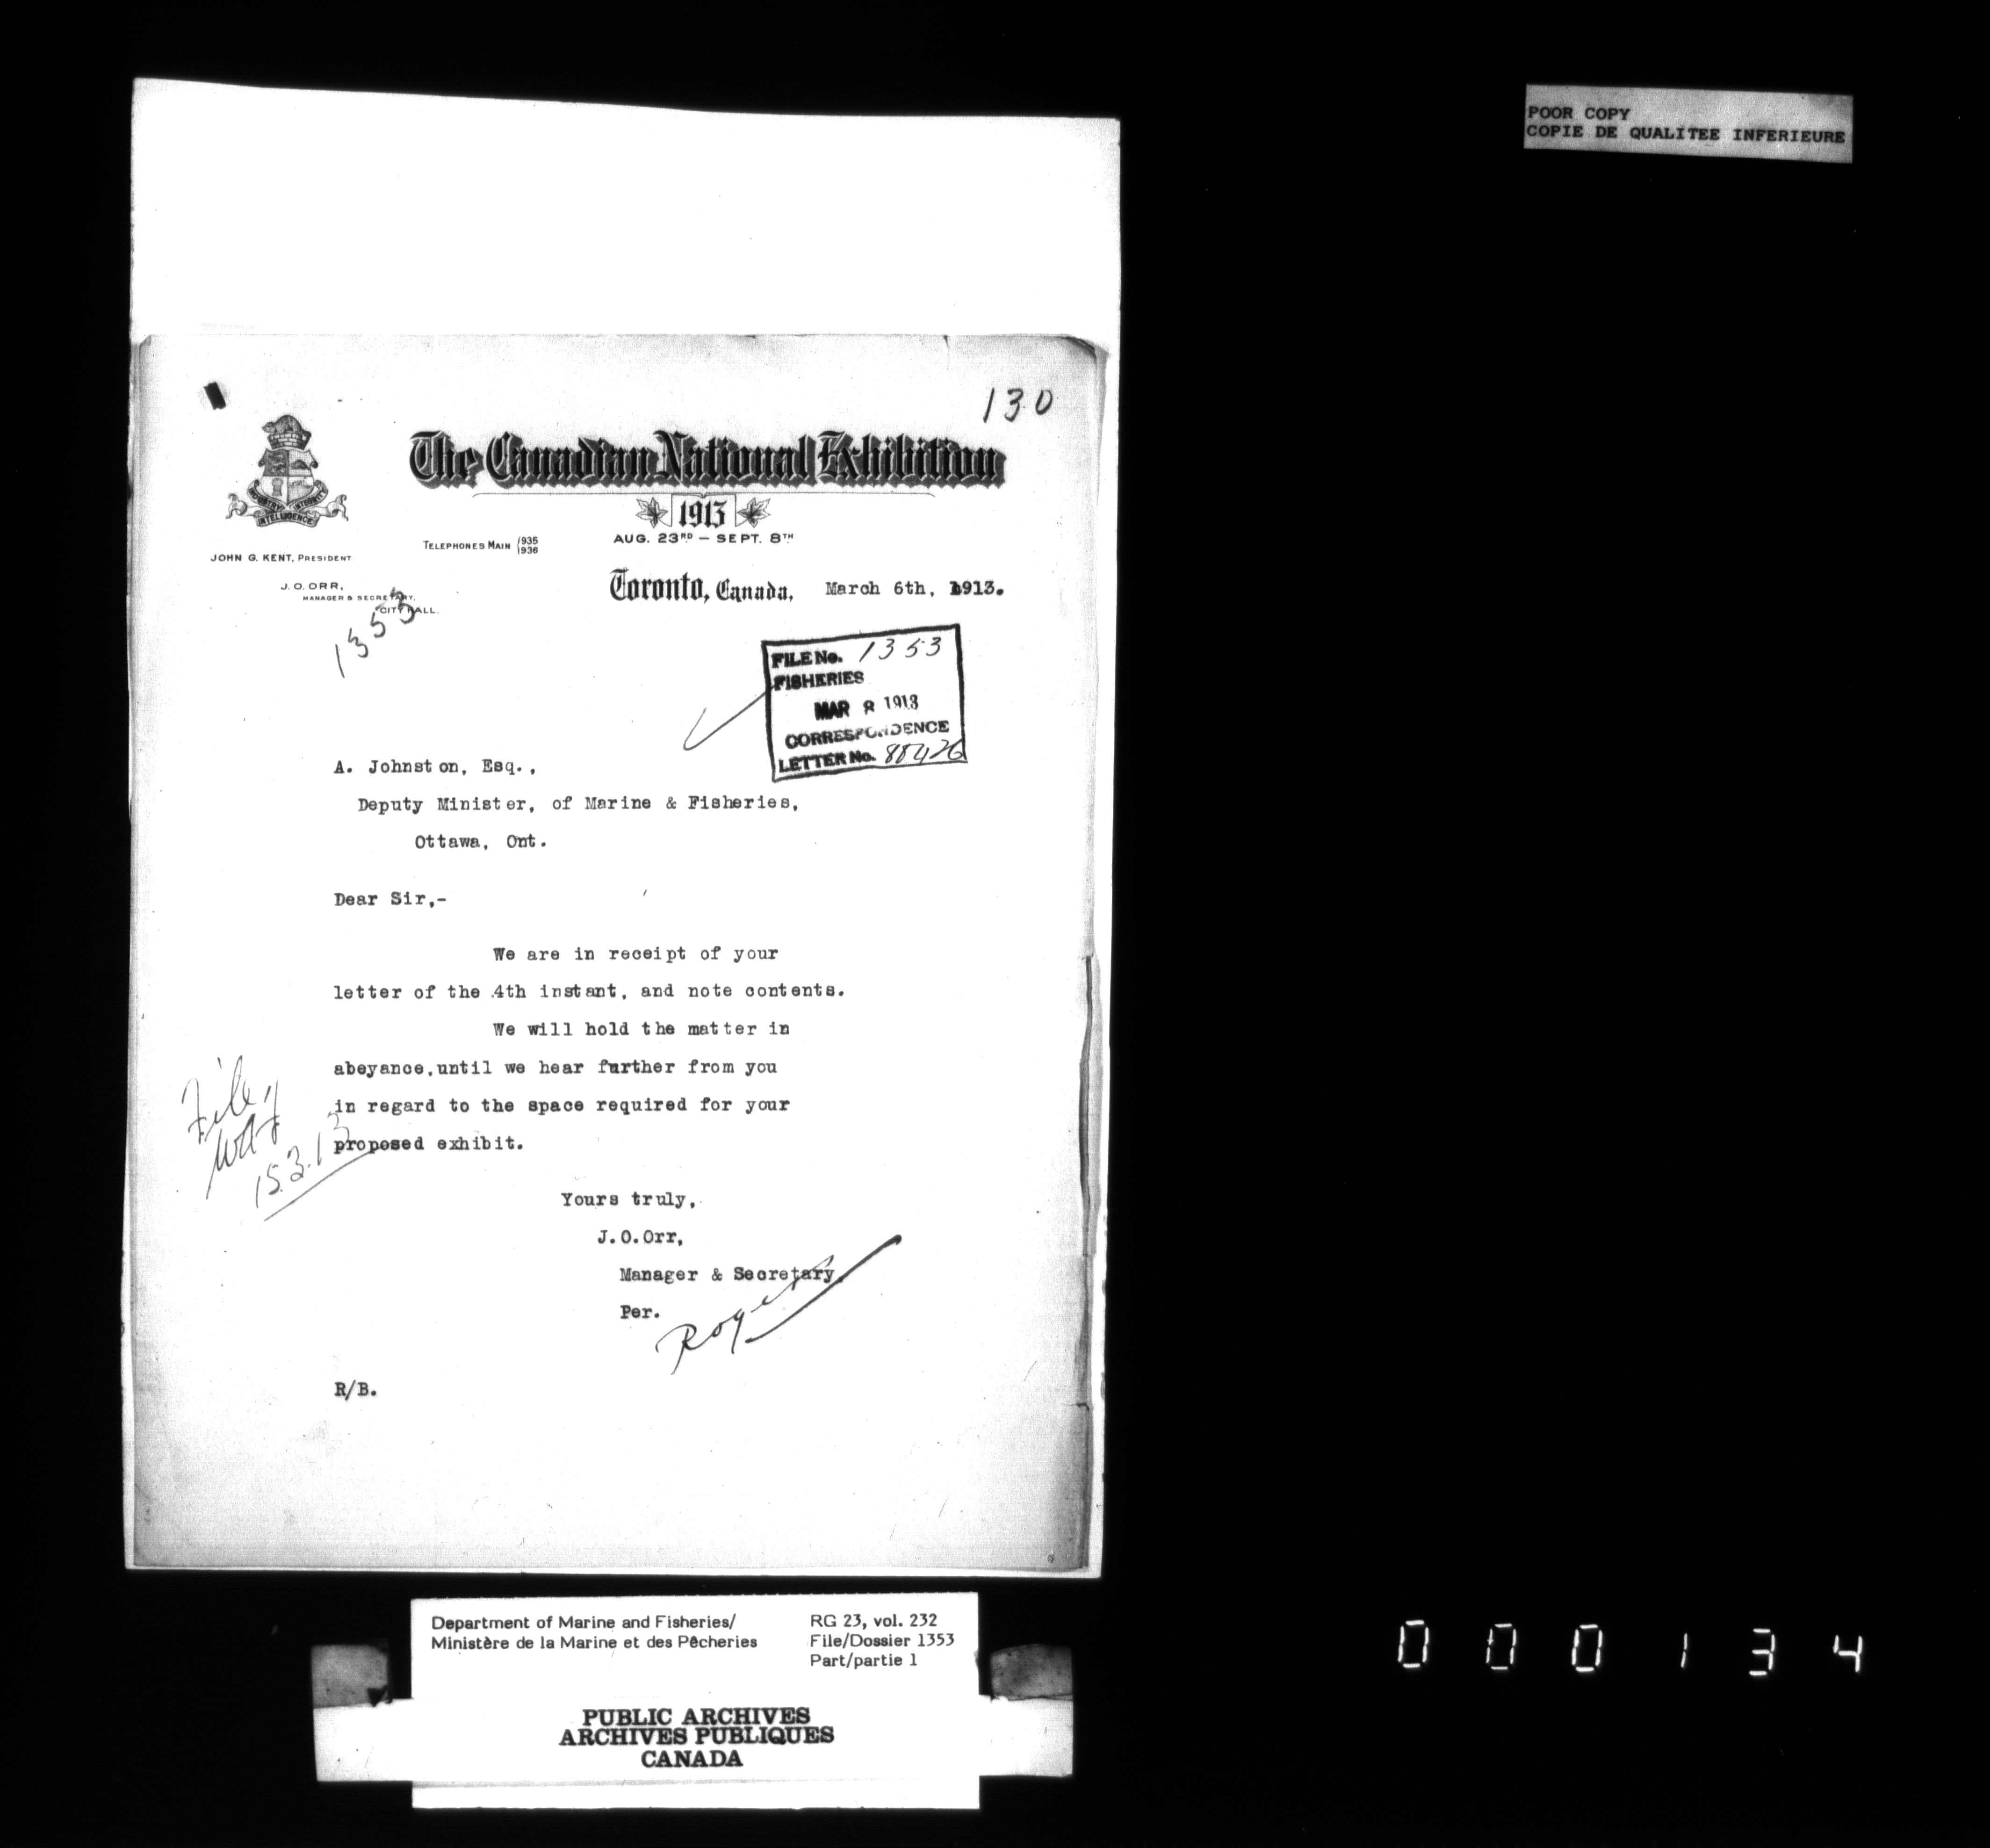 POOR COPY
COPIE DE QUALITEE INFERIEURE
130
The Canadian National Exhibition
1913
AUG. 23RD — SEPT. 8TH
INDUSTRY INTEGRITY
INTELLIGENCE
TELEPHONES MAIN 1935
1936
JOHN G. KENT, PRESIDENT
J. O. ORR,
MANAGER & SECRETARY,
CITY HALL.
Toronto, Canada, March 6th, 1913.
1353
FILE No. 1353
FISHERIES
MAR 8 1913
CORRESPONDENCE
LETTER No.
A. Johnston, Esq.,
Deputy Minister, of Marine & Fisheries,
Ottawa, Ont.
Dear Sir,-
We are in receipt of your
letter of the 4th instant, and note contents.
We will hold the matter in
abeyance,until we hear further from you
in regard to the space required for your
proposed exhibit.
File
15.3.13
Yours truly,
J.O.Orr,
Manager & Secretary
Per. Rogers
R/B.
Department of Marine and Fisheries/
Ministère de la Marine et des Pêcheries
RG 23, vol. 232
File/Dossier 1353
Part/partie 1
PUBLIC ARCHIVES
ARCHIVES PUBLIQUES
CANADA
000134